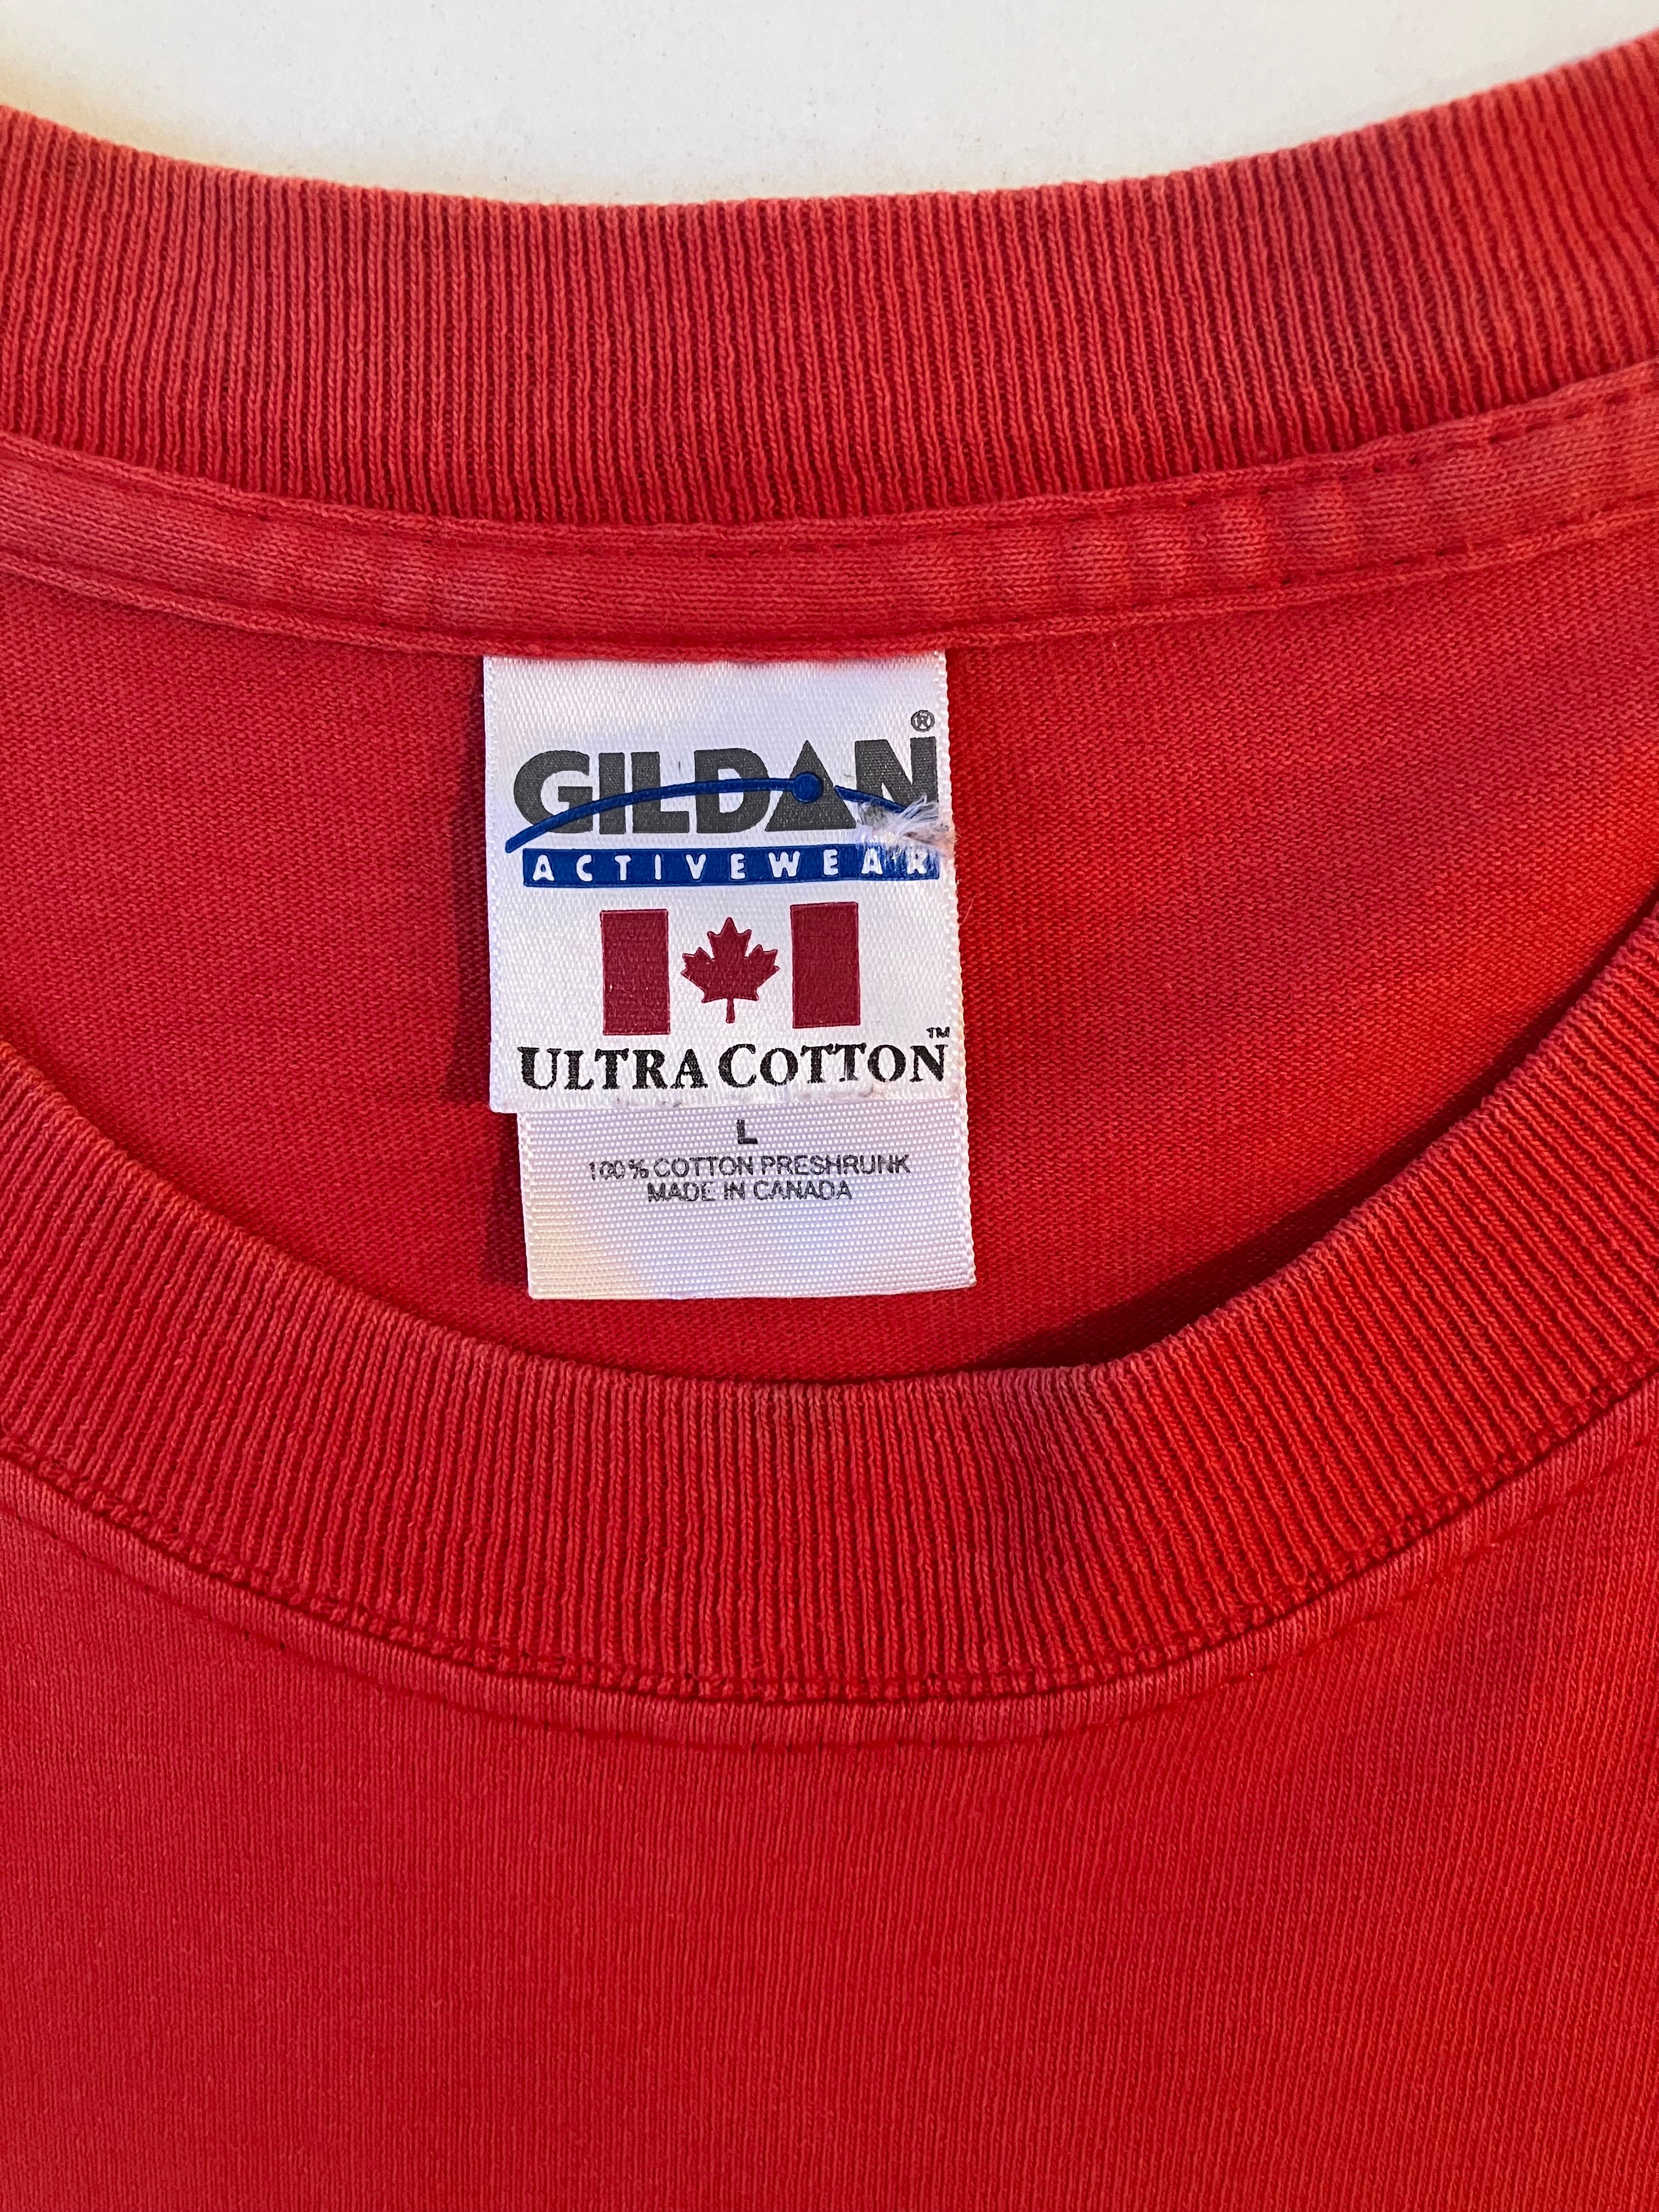 GILDAN®
ACTIVEWEAR
ULTRA COTTON™
L
100% COTTON PRESHRUNK
MADE IN CANADA